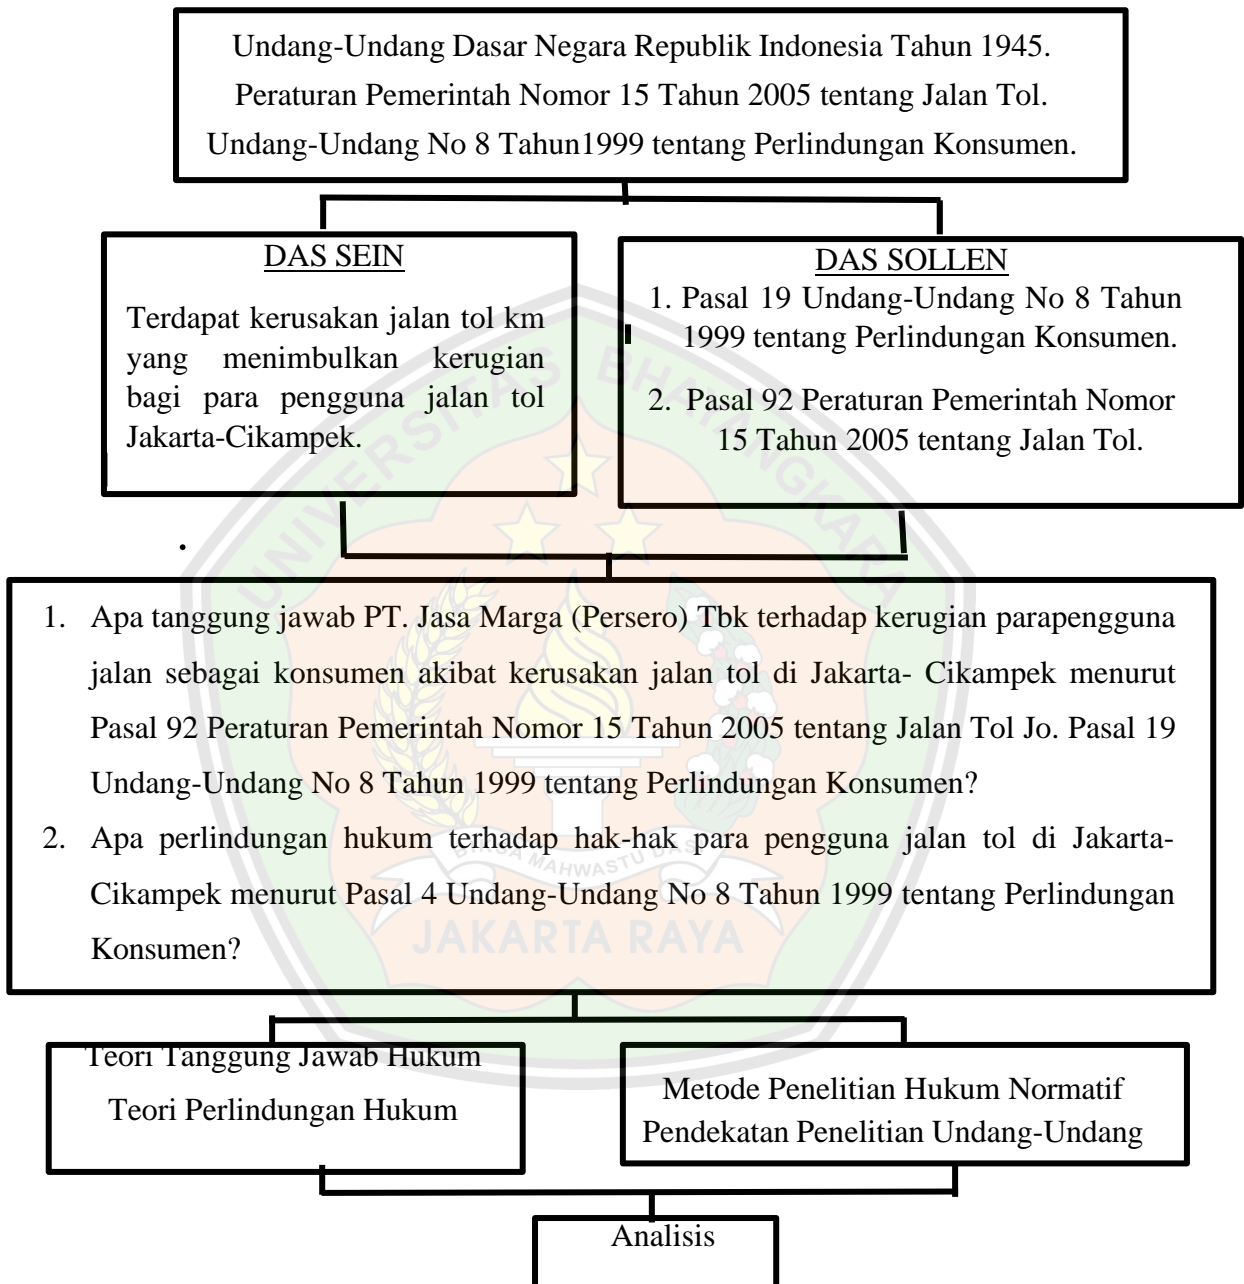 Undang-Undang Dasar Negara Republik Indonesia Tahun 1945.
Peraturan Pemerintah Nomor 15 Tahun 2005 tentang Jalan Tol.
Undang-Undang No 8 Tahun1999 tentang Perlindungan Konsumen.
DAS SEIN
Terdapat kerusakan jalan tol km
yang menimbulkan kerugian
bagi para pengguna jalan tol
Jakarta-Cikampek.
DAS SOLLEN
1. Pasal 19 Undang-Undang No 8 Tahun
1999 tentang Perlindungan Konsumen.
2. Pasal 92 Peraturan Pemerintah Nomor
15 Tahun 2005 tentang Jalan Tol.
.
1. Apa tanggung jawab PT. Jasa Marga (Persero) Tbk terhadap kerugian parapengguna
jalan sebagai konsumen akibat kerusakan jalan tol di Jakarta- Cikampek menurut
Pasal 92 Peraturan Pemerintah Nomor 15 Tahun 2005 tentang Jalan Tol Jo. Pasal 19
Undang-Undang No 8 Tahun 1999 tentang Perlindungan Konsumen?
2. Apa perlindungan hukum terhadap hak-hak para pengguna jalan tol di Jakarta-
Cikampek menurut Pasal 4 Undang-Undang No 8 Tahun 1999 tentang Perlindungan
Konsumen?
Teori Tanggung Jawab Hukum
Teori Perlindungan Hukum
Metode Penelitian Hukum Normatif
Pendekatan Penelitian Undang-Undang
Analisis
UNIVERSITAS BHAYANGKARA
MAHWASTU
JAKARTA RAYA